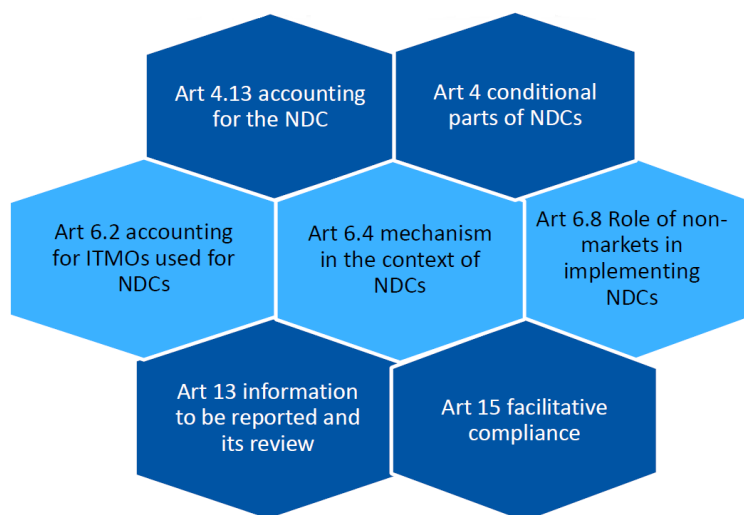 Art 4.13 accounting
for the NDC
Art 4 conditional
parts of NDCs
Art 6.2 accounting
for ITMOs used for
NDCs
Art 6.4 mechanism
in the context of
NDCs
Art 6.8 Role of non-
markets in
implementing
NDCs
Art 13 information
to be reported and
its review
Art 15 facilitative
compliance